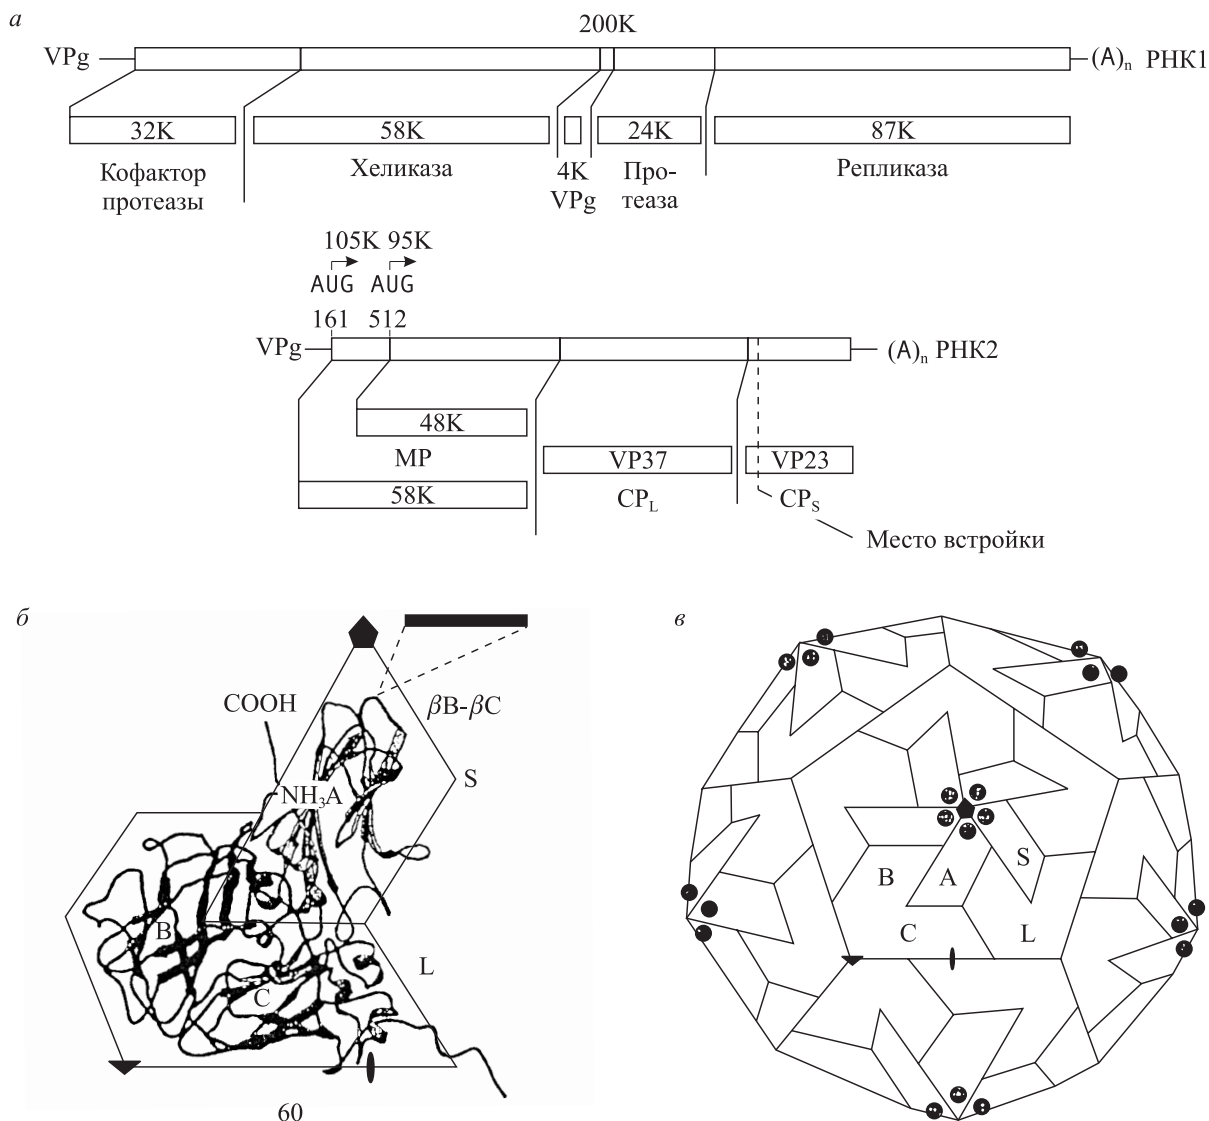 а
200K
VPg
(A)n РНК1
32K
58K
24K
87K
Кофактор
протеазы
Хеликаза
4K
VPg
Про-
теаза
Репликаза
105K 95K
AUG AUG
161 512
VPg
(A)n РНК2
48K
MP
VP37
VP23
58K
CPL
CPS
Место встройки
б
COOH
βB-βC
S
NH3A
B
L
C
60
в
S
B
A
C
L